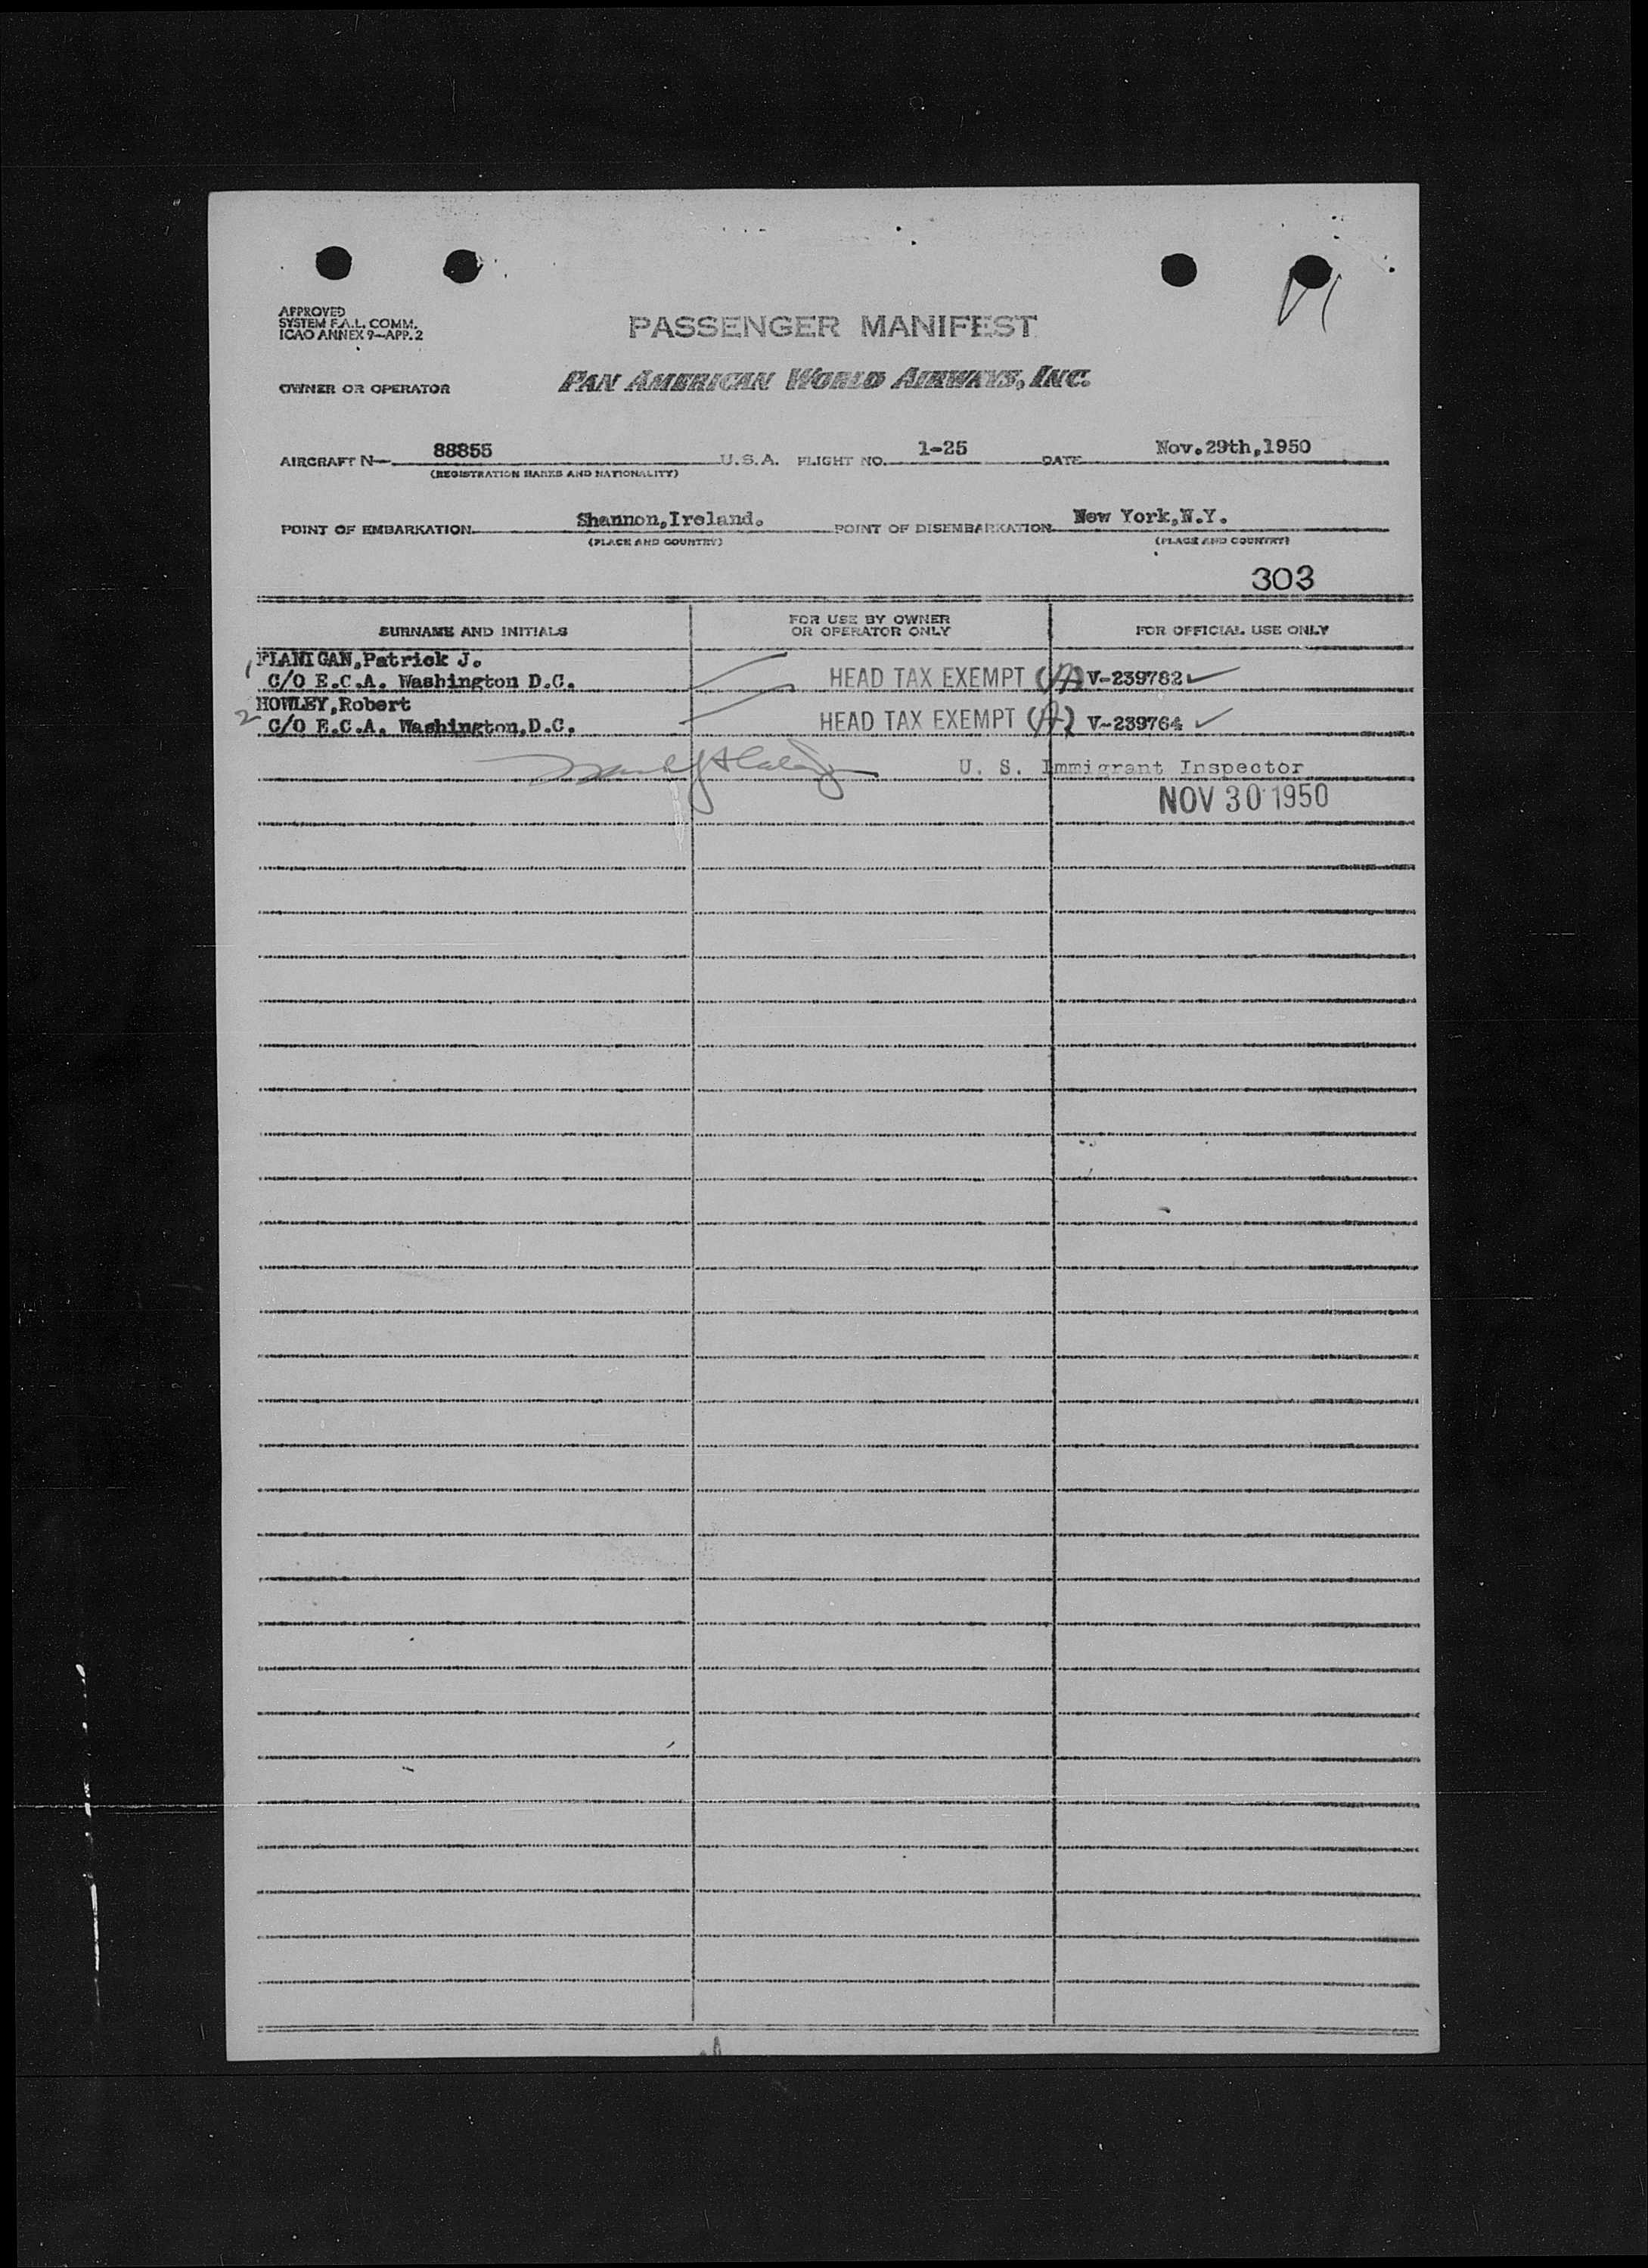 APPROVED
SYSTEM F.A.L. COMM.
ICAO ANNEX 9—APP. 2
PASSENGER MANIFEST
OWNER OR OPERATOR PAN AMERICAN WORLD AIRWAYS, INC.
AIRCRAFT N— 88855 U.S.A. FLIGHT NO. 1-25 DATE Nov.29th,1950
(REGISTRATION MARKS AND NATIONALITY)
POINT OF EMBARKATION Shannon,Ireland. POINT OF DISEMBARKATION New York,N.Y.
(PLACE AND COUNTRY) (PLACE AND COUNTRY)
303
SURNAME AND INITIALS FOR USE BY OWNER OR OPERATOR ONLY FOR OFFICIAL USE ONLY
1 FLANIGAN,Patrick J.
C/O E.C.A. Washington D.C. HEAD TAX EXEMPT (A) V-239782
2 HOWLEY,Robert
C/O E.C.A. Washington,D.C. HEAD TAX EXEMPT (A) V-239764
U. S. Immigrant Inspector
NOV 30 1950